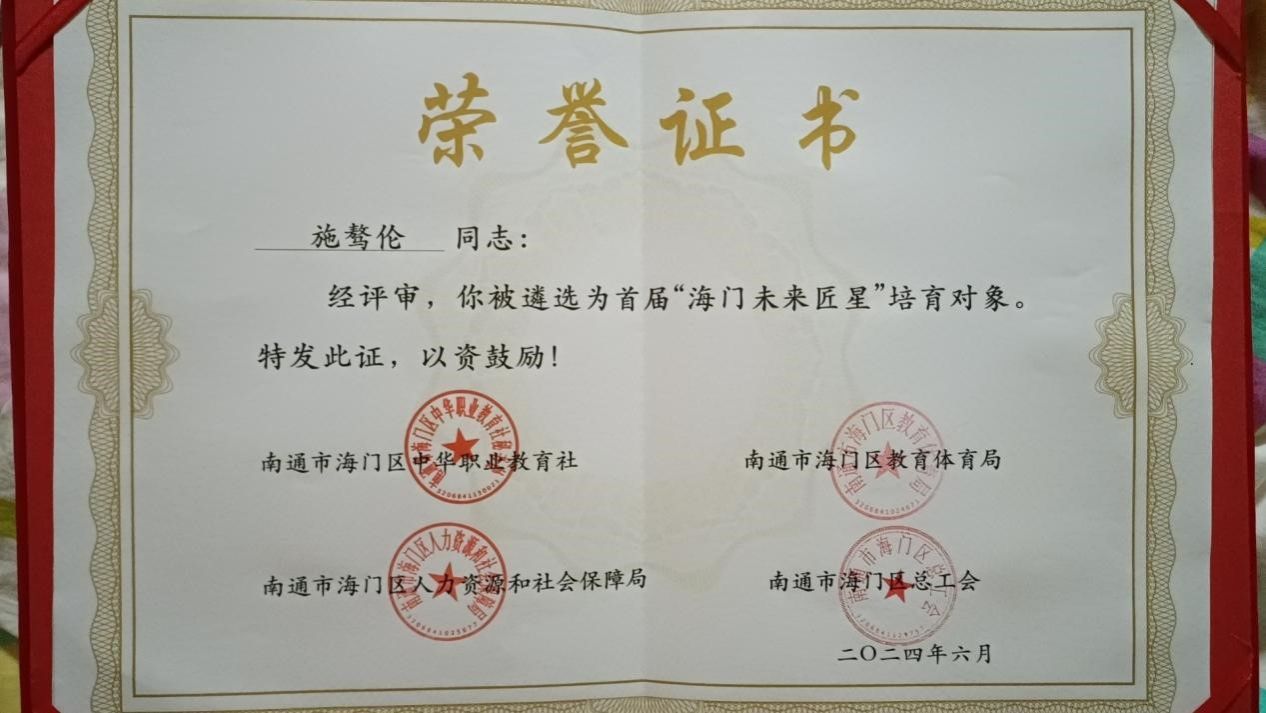 荣誉证书
施骜伦 同志：
经评审，你被遴选为首届“海门未来匠星”培育对象。
特发此证，以资鼓励！
南通市海门区中华职业教育社
南通市海门区教育体育局
南通市海门区人力资源和社会保障局
南通市海门区总工会
二〇二四年六月